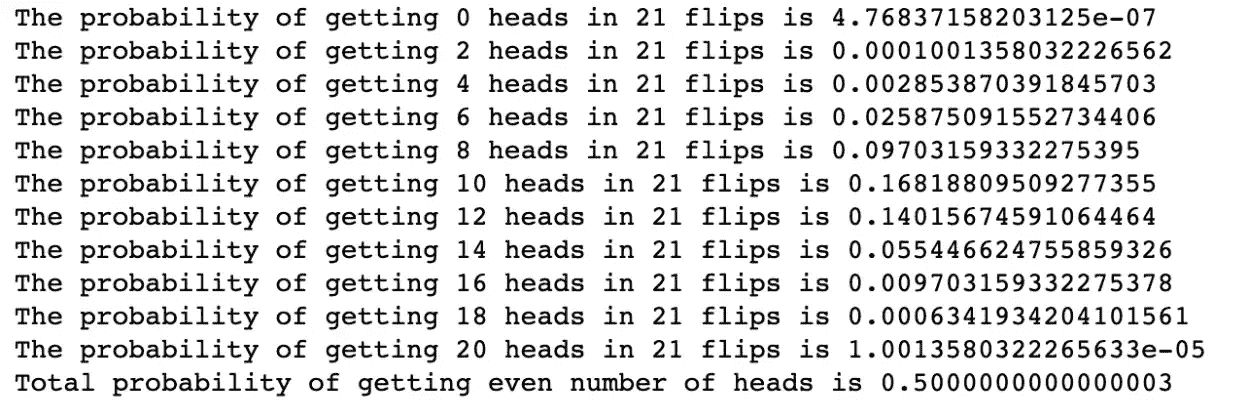 The probability of getting 0 heads in 21 flips is 4.76837158203125e-07
The probability of getting 2 heads in 21 flips is 0.0001001358032226562
The probability of getting 4 heads in 21 flips is 0.002853870391845703
The probability of getting 6 heads in 21 flips is 0.025875091552734406
The probability of getting 8 heads in 21 flips is 0.09703159332275395
The probability of getting 10 heads in 21 flips is 0.16818809509277355
The probability of getting 12 heads in 21 flips is 0.14015674591064464
The probability of getting 14 heads in 21 flips is 0.055446624755859326
The probability of getting 16 heads in 21 flips is 0.009703159332275378
The probability of getting 18 heads in 21 flips is 0.0006341934204101561
The probability of getting 20 heads in 21 flips is 1.0013580322265633e-05
Total probability of getting even number of heads is 0.5000000000000003